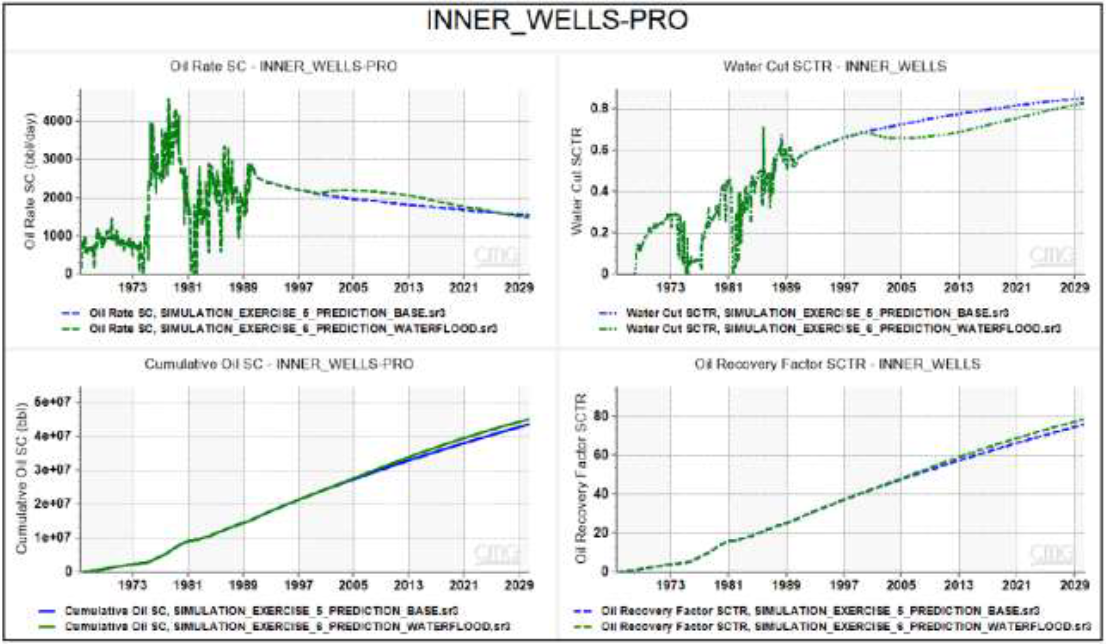 INNER_WELLS-PRO
Oil Rate SC - INNER_WELLS-PRO
Oil Rate SC (bbl/day)
4000
3000
2000
1000
0
1973 1981 1989 1997 2005 2013 2021 2029
CMG
Oil Rate SC, SIMULATION_EXERCISE_5_PREDICTION_BASE.sr3
Oil Rate SC, SIMULATION_EXERCISE_6_PREDICTION_WATERFLOOD.sr3
Water Cut SCTR - INNER_WELLS
Water Cut SCTR
0.8
0.6
0.4
0.2
0
1973 1981 1989 1997 2005 2013 2021 2029
CMG
Water Cut SCTR, SIMULATION_EXERCISE_5_PREDICTION_BASE.sr3
Water Cut SCTR, SIMULATION_EXERCISE_6_PREDICTION_WATERFLOOD.sr3
Cumulative Oil SC - INNER_WELLS-PRO
Cumulative Oil SC (bbl)
5e+07
4e+07
3e+07
2e+07
1e+07
0
1973 1981 1989 1997 2005 2013 2021 2029
CMG
Cumulative Oil SC, SIMULATION_EXERCISE_5_PREDICTION_BASE.sr3
Cumulative Oil SC, SIMULATION_EXERCISE_6_PREDICTION_WATERFLOOD.sr3
Oil Recovery Factor SCTR - INNER_WELLS
Oil Recovery Factor SCTR
80
60
40
20
0
1973 1981 1989 1997 2005 2013 2021 2029
CMG
Oil Recovery Factor SCTR, SIMULATION_EXERCISE_5_PREDICTION_BASE.sr3
Oil Recovery Factor SCTR, SIMULATION_EXERCISE_6_PREDICTION_WATERFLOOD.sr3